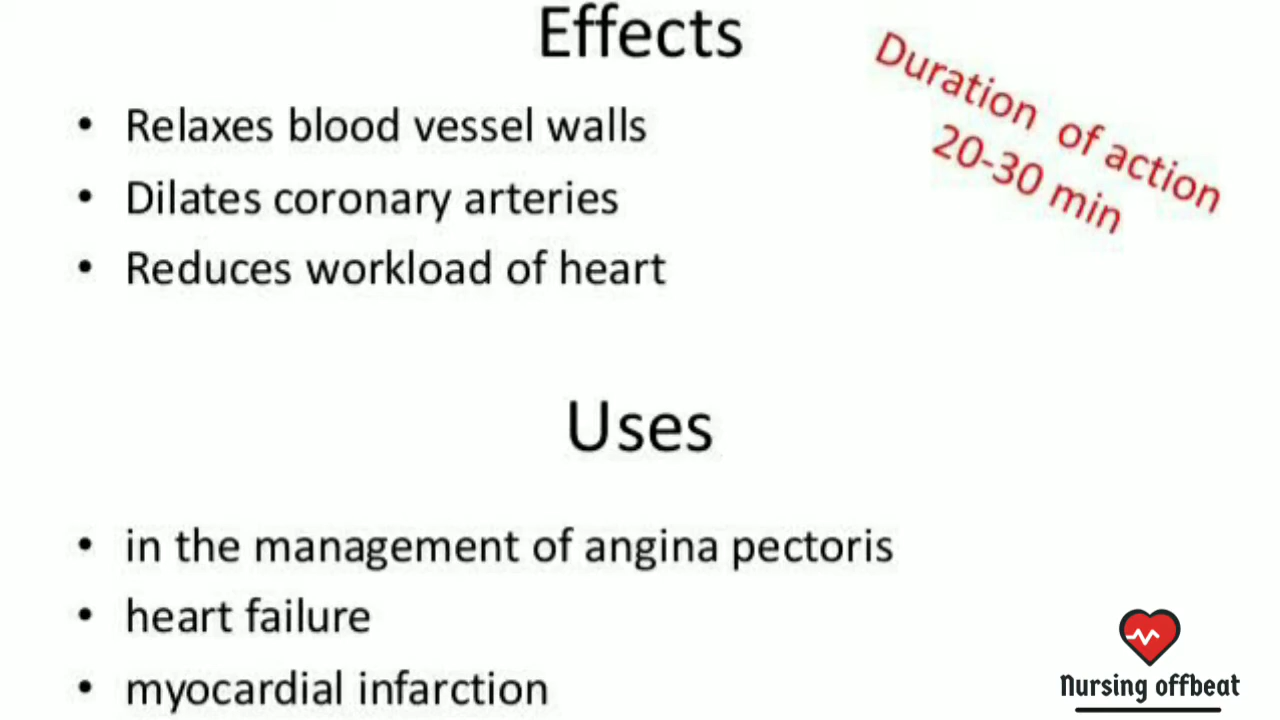 Effects
Duration of action
20-30 min
• Relaxes blood vessel walls
• Dilates coronary arteries
• Reduces workload of heart
Uses
• in the management of angina pectoris
• heart failure
• myocardial infarction
Nursing offbeat